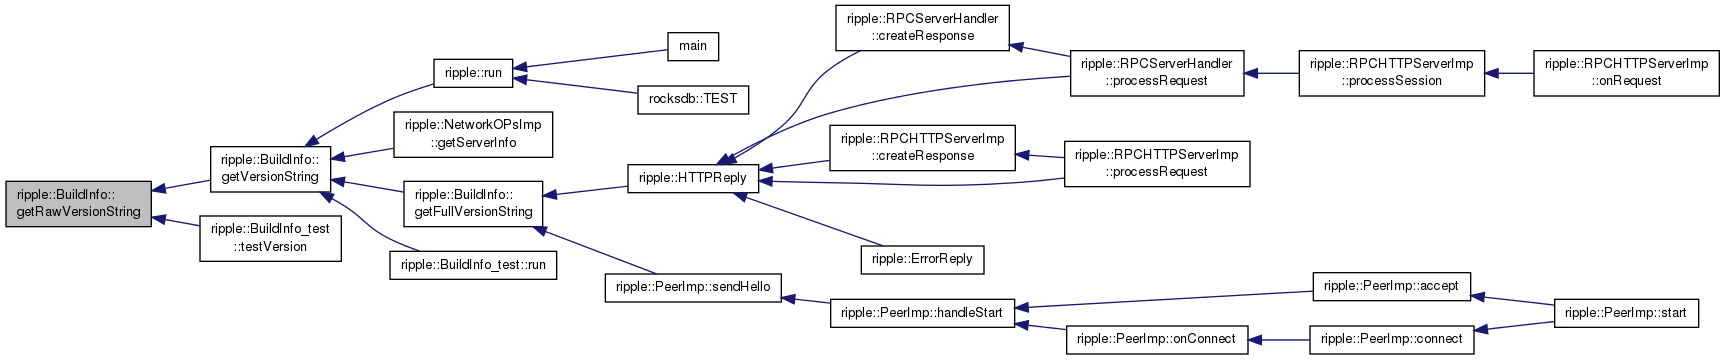 ripple::BuildInfo::
getRawVersionString
ripple::BuildInfo::
getVersionString
ripple::BuildInfo_test
::testVersion
ripple::run
ripple::NetworkOPsImp
::getServerInfo
ripple::BuildInfo::
getFullVersionString
ripple::BuildInfo_test::run
main
rocksdb::TEST
ripple::HTTPReply
ripple::PeerImp::sendHello
ripple::RPCServerHandler
::createResponse
ripple::RPCHTTPServerImp
::createResponse
ripple::ErrorReply
ripple::PeerImp::handleStart
ripple::RPCServerHandler
::processRequest
ripple::RPCHTTPServerImp
::processRequest
ripple::PeerImp::onConnect
ripple::RPCHTTPServerImp
::processSession
ripple::PeerImp::accept
ripple::PeerImp::connect
ripple::RPCHTTPServerImp
::onRequest
ripple::PeerImp::start